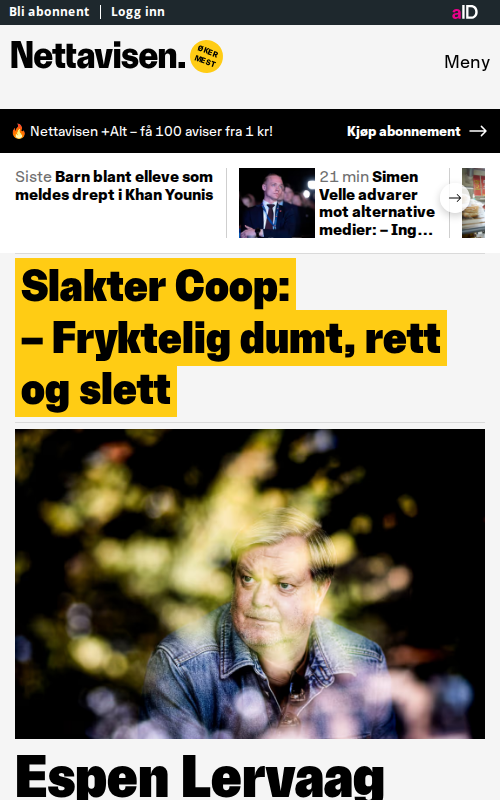 Bli abonnent | Logg inn
aID
Nettavisen.
ØKER
MEST
Meny
🔥 Nettavisen +Alt – få 100 aviser fra 1 kr!
Kjøp abonnement →
Siste Barn blant elleve som
meldes drept i Khan Younis
21 min Simen
Velle advarer
mot alternative
medier: – Ing...
Slakter Coop:
– Fryktelig dumt, rett
og slett
Espen Lervaag